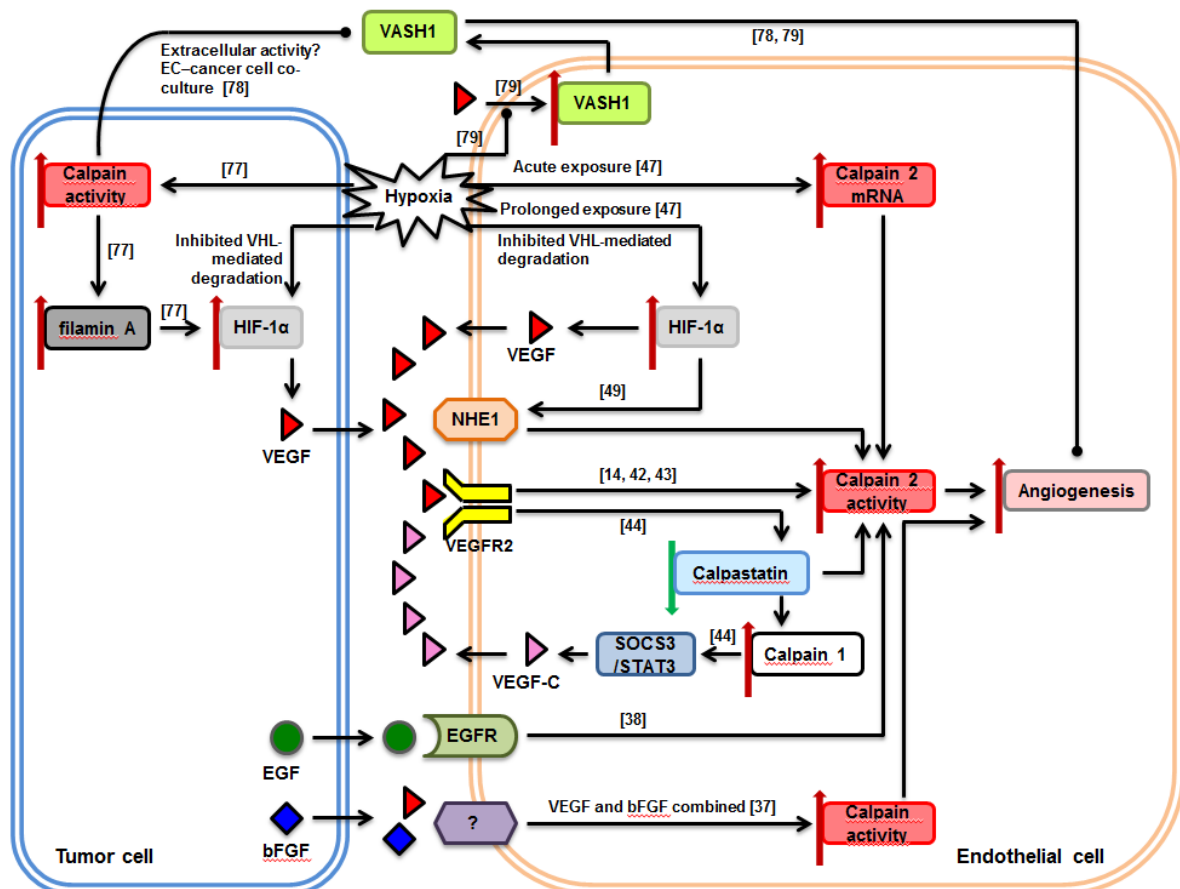 VASH1
[78, 79]
Extracellular activity?
EC–cancer cell co-
culture [78]
[79]
VASH1
[79]
Calpain
activity
[77]
Hypoxia
Acute exposure [47]
Calpain 2
mRNA
Prolonged exposure [47]
Inhibited VHL-
mediated
degradation
Inhibited VHL-mediated
degradation
[77]
filamin A
[77]
HIF-1α
VEGF
HIF-1α
[49]
NHE1
VEGF
[14, 42, 43]
Calpain 2
activity
Angiogenesis
VEGFR2
[44]
Calpastatin
VEGF-C
SOCS3
/STAT3
[44]
Calpain 1
EGF
EGFR
[38]
bFGF
?
VEGF and bFGF combined [37]
Calpain
activity
Tumor cell
Endothelial cell